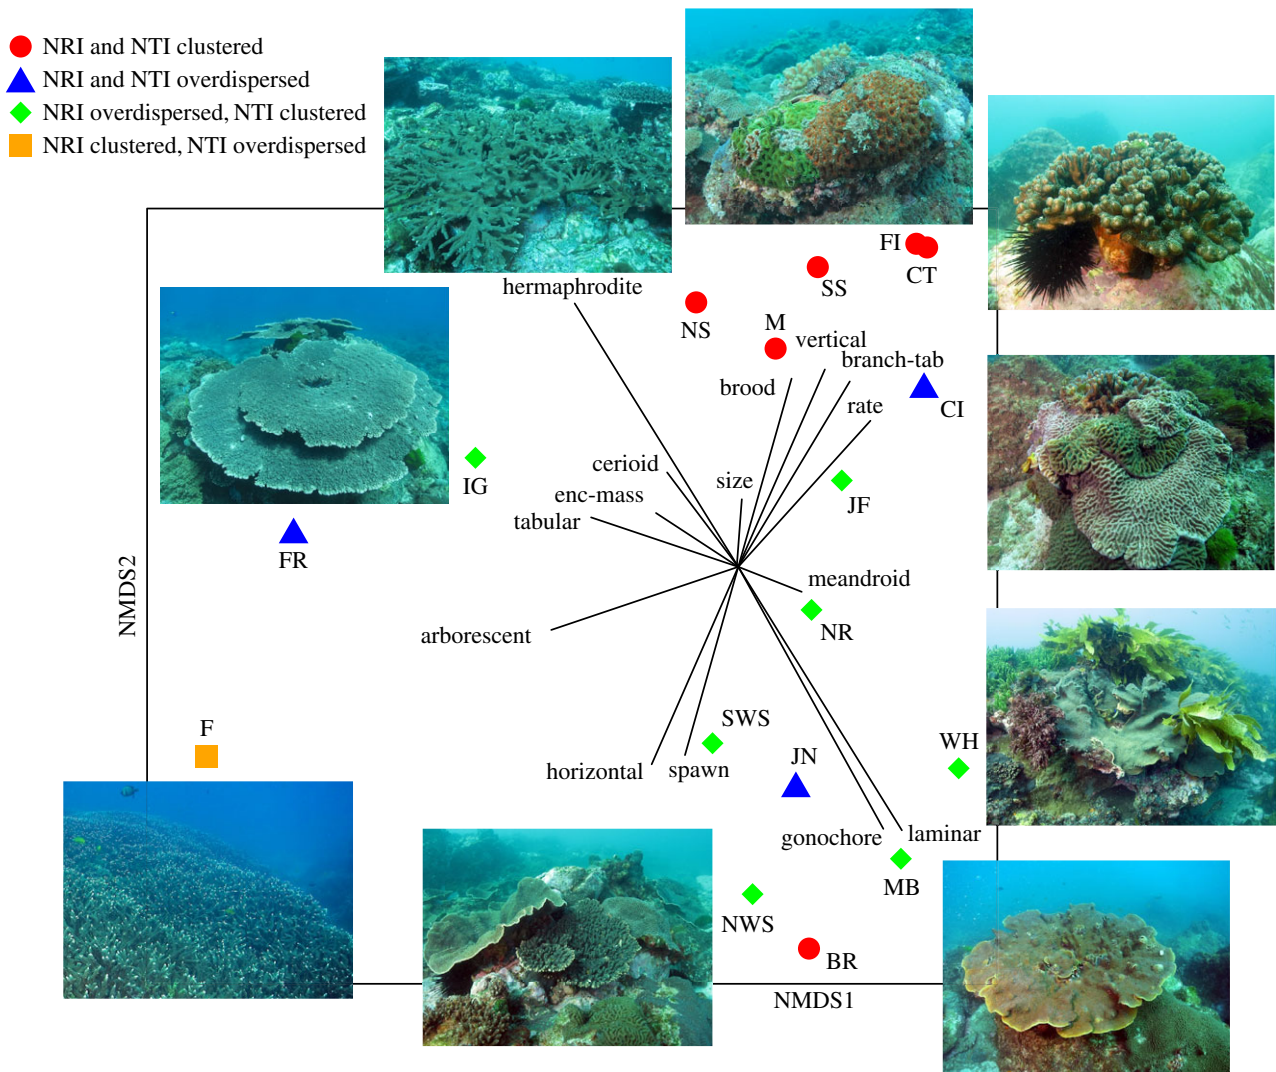 NRI and NTI clustered
NRI and NTI overdispersed
NRI overdispersed, NTI clustered
NRI clustered, NTI overdispersed
FI
CT
SS
hermaphrodite
NS
M
vertical
branch-tab
brood
rate
CI
cerioid
size
IG
enc-mass
JF
tabular
FR
NMDS2
meandroid
arborescent
NR
SWS
F
WH
JN
horizontal
spawn
gonochore
laminar
MB
NWS
BR
NMDS1